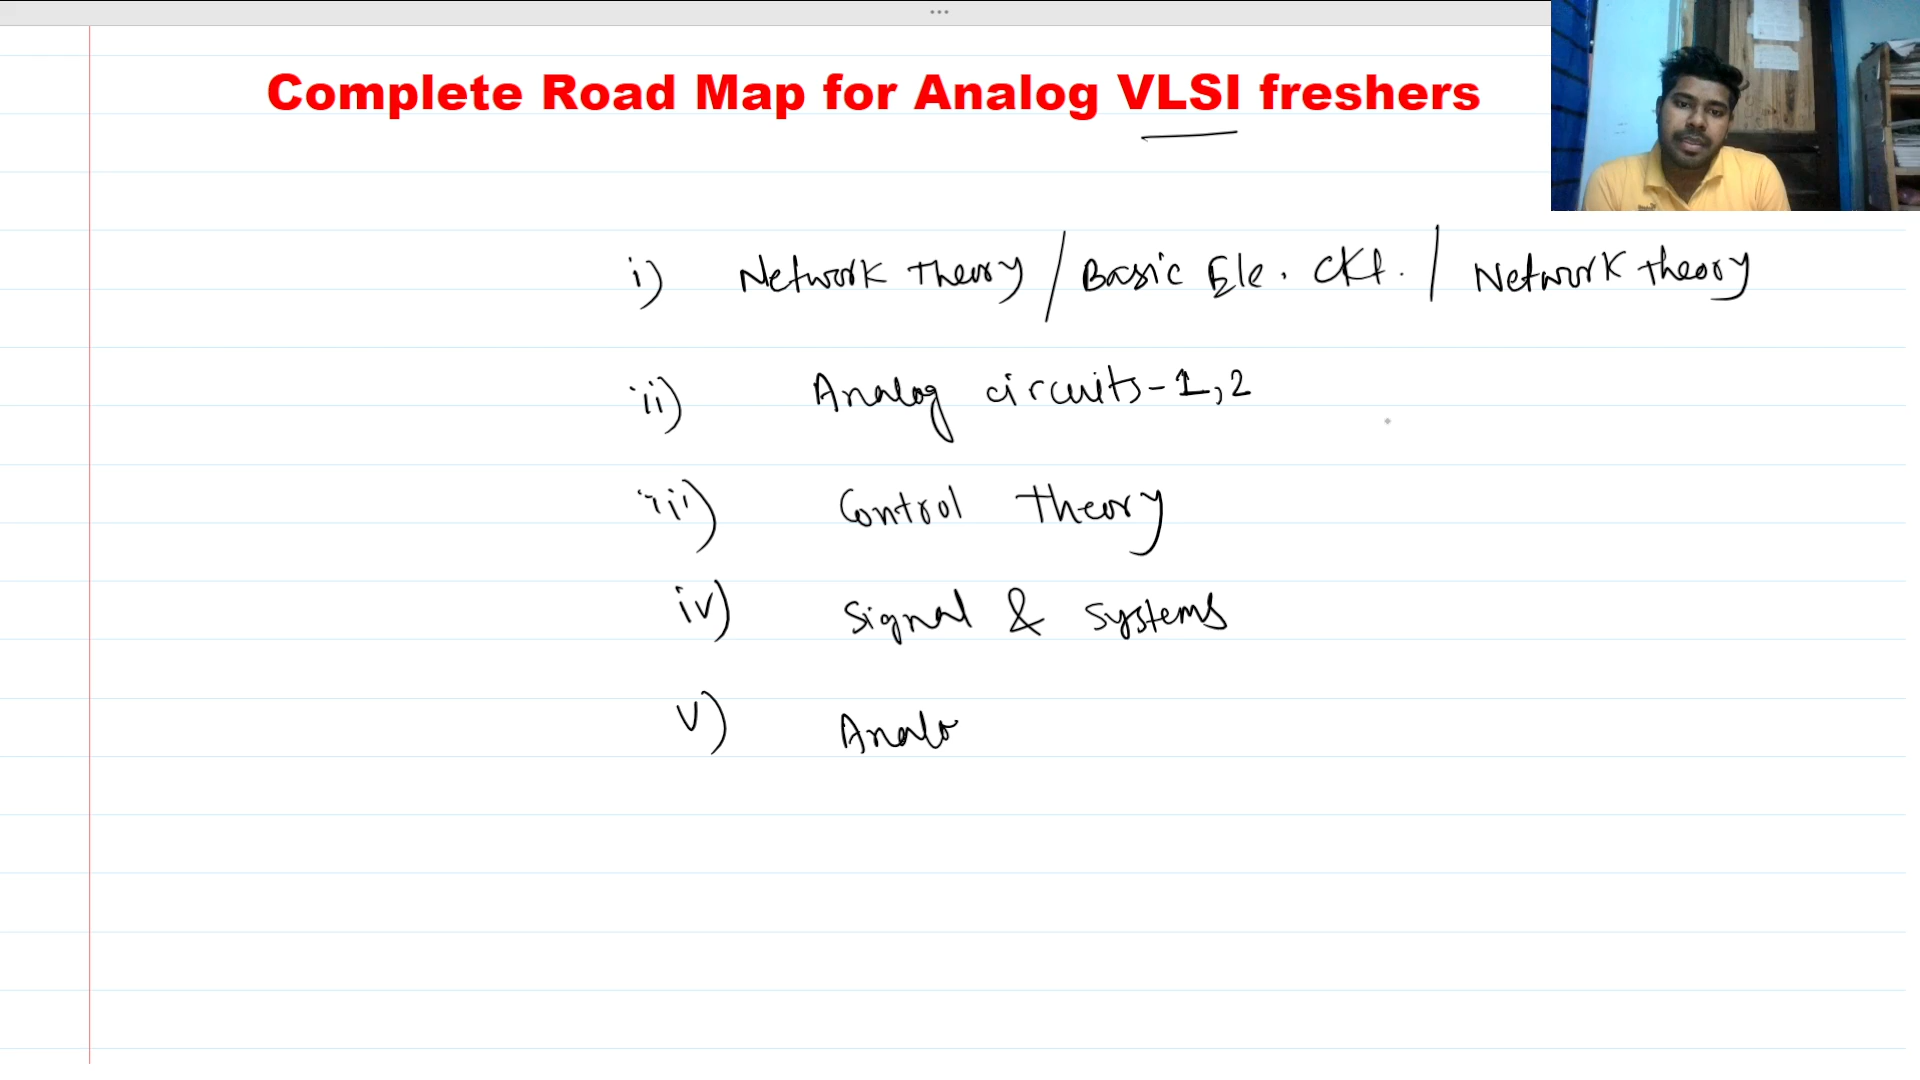 Complete Road Map for Analog VLSI freshers
i) Network Theory / Basic Ele. Ckt. / Network theory
ii) Analog circuits-1,2
iii) Control Theory
iv) Signal & Systems
v) Analo